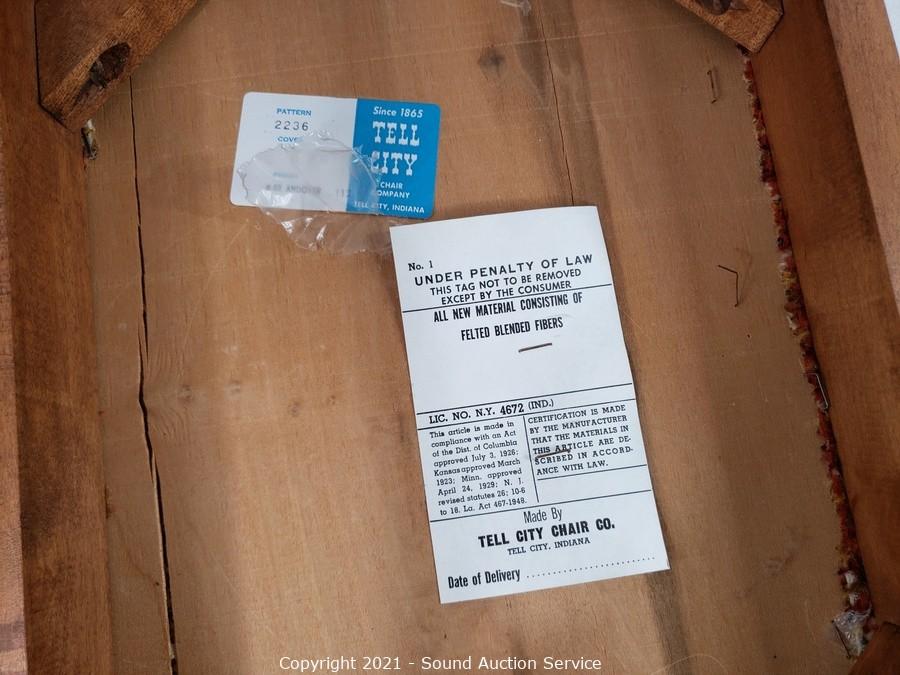 PATTERN
2236
Since 1865
TELL
CITY
CHAIR
COMPANY
TELL CITY, INDIANA
ANDOVER
No. 1
UNDER PENALTY OF LAW
THIS TAG NOT TO BE REMOVED
EXCEPT BY THE CONSUMER
ALL NEW MATERIAL CONSISTING OF
FELTED BLENDED FIBERS
LIC. NO. N.Y. 4672 (IND.)
This article is made in
compliance with an Act
of the Dist. of Columbia
approved July 3, 1926;
Kansas approved March
1923; Minn. approved
April 24, 1929; N. J.
revised statutes 26; 10-6
to 18. La. Act 467-1948.
CERTIFICATION IS MADE
BY THE MANUFACTURER
THAT THE MATERIALS IN
THIS ARTICLE ARE DE-
SCRIBED IN ACCORD-
ANCE WITH LAW.
Made By
TELL CITY CHAIR CO.
TELL CITY, INDIANA
Date of Delivery
Copyright 2021 - Sound Auction Service